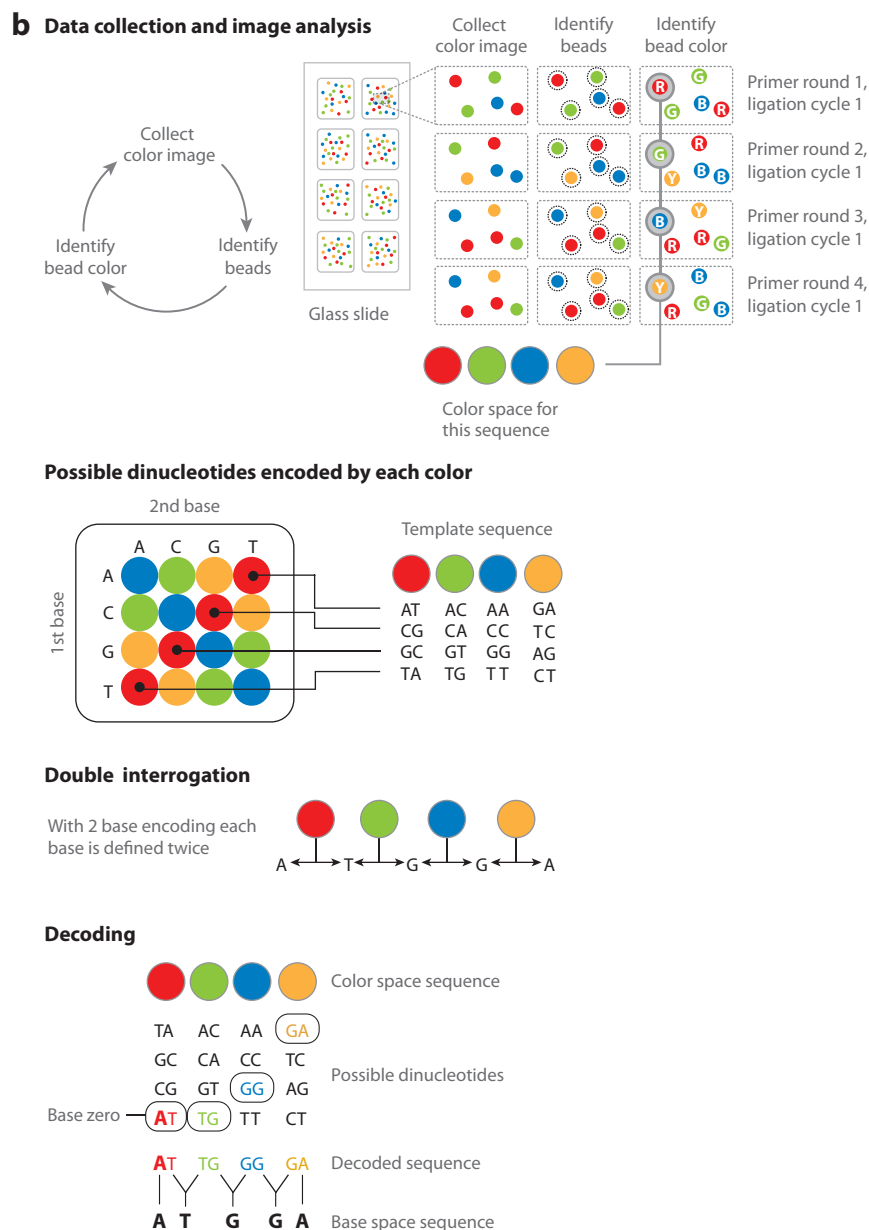 b Data collection and image analysis
Collect
color image
Identify
beads
Identify
bead color
Collect
color image
Identify
beads
Identify
bead color
Glass slide
R G G B R
Primer round 1,
ligation cycle 1
G R Y B B
Primer round 2,
ligation cycle 1
B Y R R G
Primer round 3,
ligation cycle 1
Y B R G B
Primer round 4,
ligation cycle 1
Color space for
this sequence
Possible dinucleotides encoded by each color
2nd base
A C G T
1st base
A
C
G
T
Template sequence
AT AC AA GA
CG CA CC TC
GC GT GG AG
TA TG TT CT
Double interrogation
With 2 base encoding each
base is defined twice
A T G G A
Decoding
Color space sequence
TA AC AA GA
GC CA CC TC
Possible dinucleotides
CG GT GG AG
Base zero
AT TG TT CT
AT TG GG GA Decoded sequence
A T G G A Base space sequence